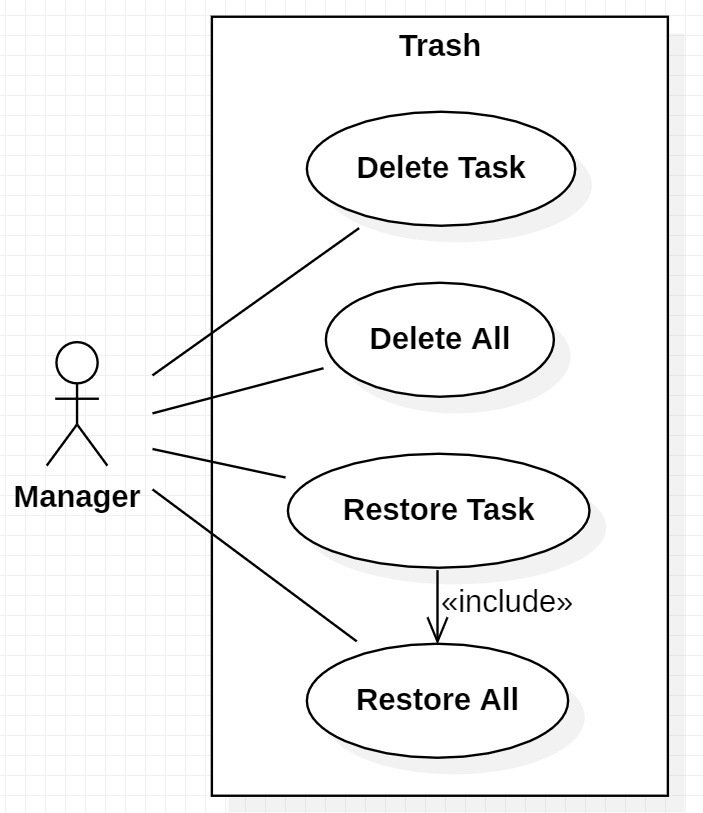 Trash
Delete Task
Delete All
Manager
Restore Task
«include»
Restore All